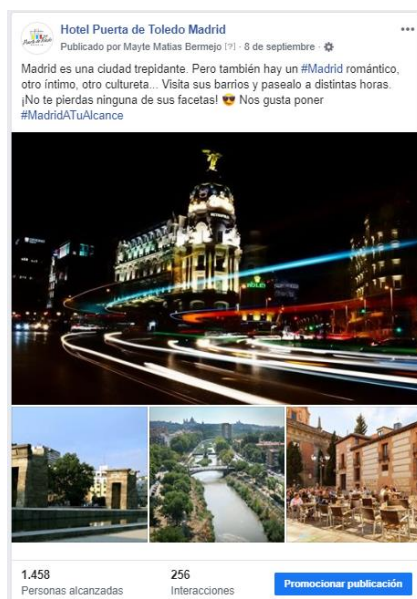 Hotel Puerta de Toledo Madrid
Publicado por Mayte Matias Bermejo [?] · 8 de septiembre ·
Madrid es una ciudad trepidante. Pero también hay un #Madrid romántico,
otro íntimo, otro cultureta... Visita sus barrios y pasealo a distintas horas.
¡No te pierdas ninguna de sus facetas! 😎 Nos gusta poner
#MadridATuAlcance
1.458
Personas alcanzadas
256
Interacciones
Promocionar publicación